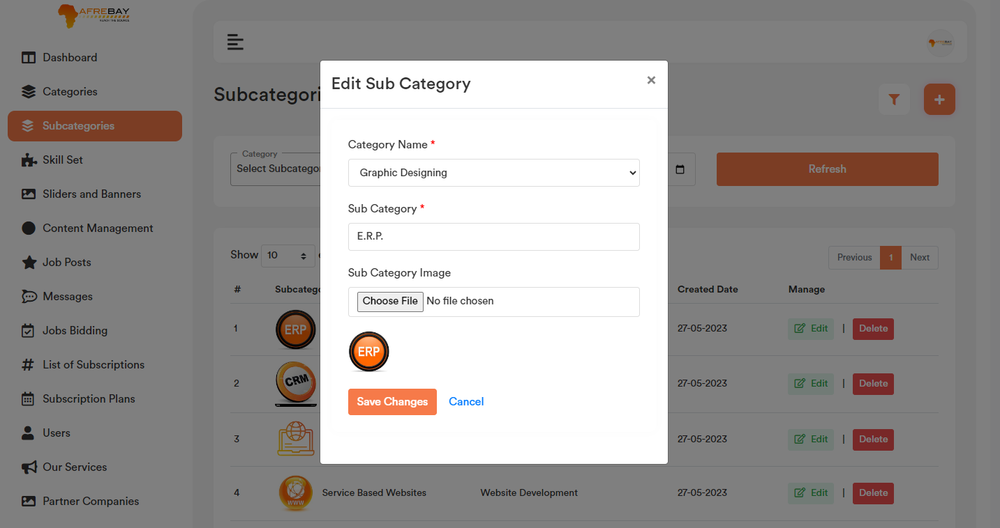 AFREBAY
REACH THE SOURCE
Dashboard
Categories
Subcategories
Skill Set
Sliders and Banners
Content Management
Job Posts
Messages
Jobs Bidding
List of Subscriptions
Subscription Plans
Users
Our Services
Partner Companies
AFREBAY
Subcategori
Category
Select Subcategor
Refresh
Show 10
Previous 1 Next
# Subcatego Created Date Manage
1 ERP 27-05-2023 Edit | Delete
2 CRM 27-05-2023 Edit | Delete
3 27-05-2023 Edit | Delete
4 WWW Service Based Websites Website Development 27-05-2023 Edit | Delete
Edit Sub Category ×
Category Name *
Graphic Designing
Sub Category *
E.R.P.
Sub Category Image
Choose File No file chosen
ERP
Save Changes Cancel